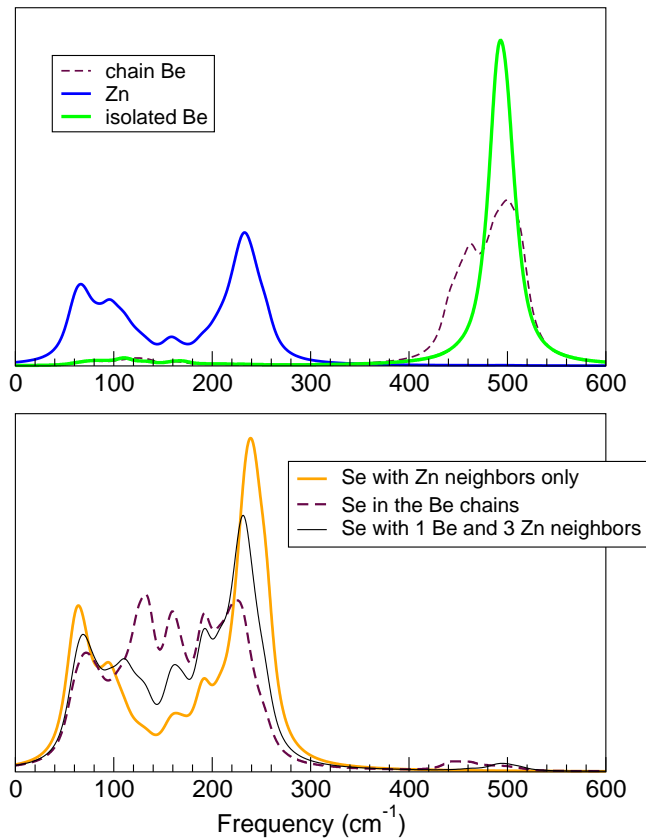 chain Be
Zn
isolated Be
0 100 200 300 400 500 600
Se with Zn neighbors only
Se in the Be chains
Se with 1 Be and 3 Zn neighbors
0 100 200 300 400 500 600
Frequency (cm⁻¹)